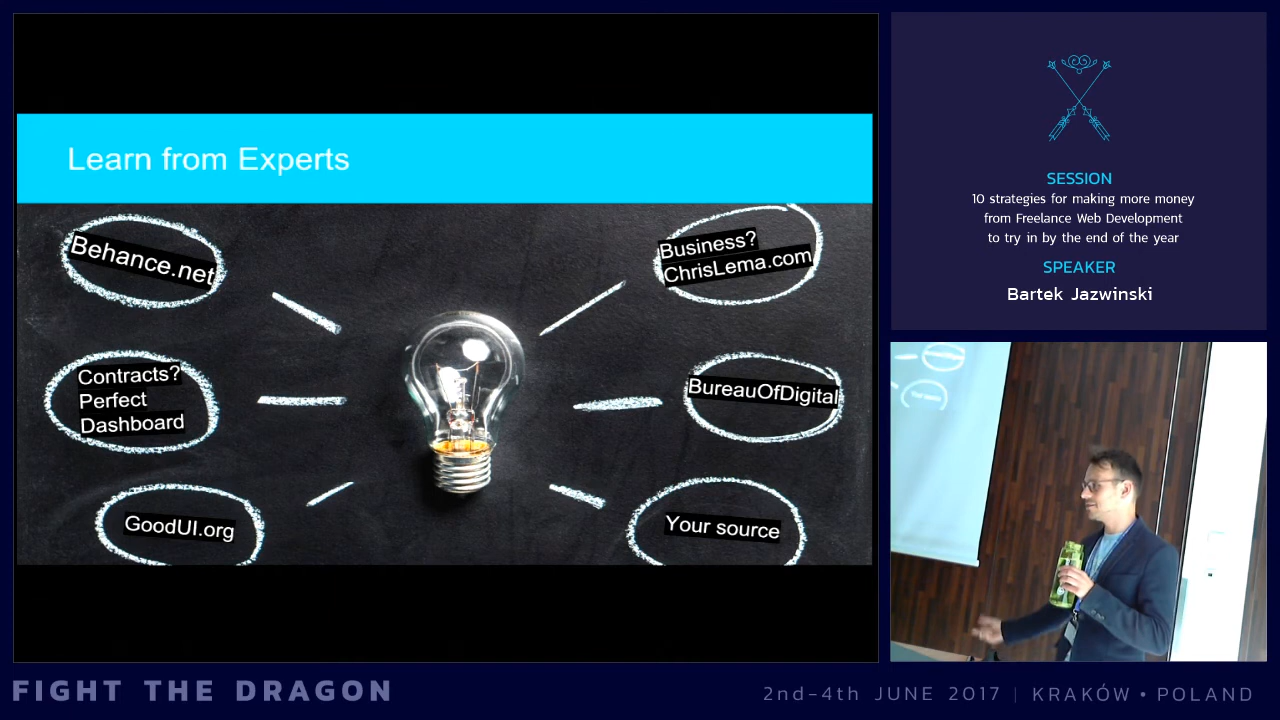 Learn from Experts
Behance.net
Business?
ChrisLema.com
Contracts?
Perfect
Dashboard
BureauOfDigital
GoodUI.org
Your source
SESSION
10 strategies for making more money
from Freelance Web Development
to try in by the end of the year
SPEAKER
Bartek Jazwinski
FIGHT THE DRAGON
2nd-4th JUNE 2017 | KRAKÓW • POLAND